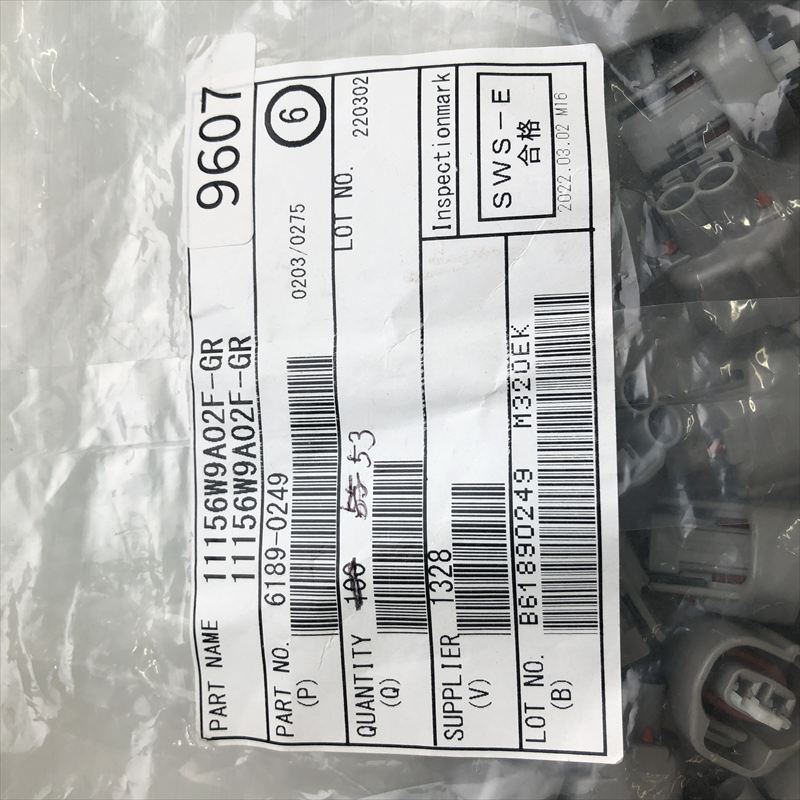 9607
PART NAME 11156W9A02F-GR
11156W9A02F-GR
PART NO. 6189-0249
(P)
0203/0275
6
QUANTITY 100 55 53
(Q)
LOT NO.
220302
SUPPLIER 1328
(V)
Inspectionmark
SWS-E
合格
2022.03.02 M16
LOT NO. B61890249 M320EK
(B)